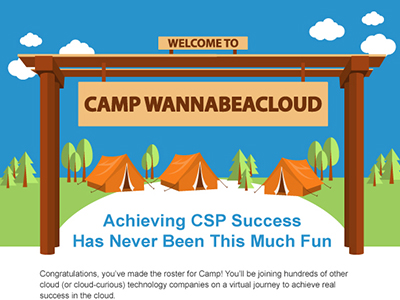 WELCOME TO
CAMP WANNABEACLOUD
Achieving CSP Success
Has Never Been This Much Fun
Congratulations, you've made the roster for Camp! You'll be joining hundreds of other
cloud (or cloud-curious) technology companies on a virtual journey to achieve real
success in the cloud.